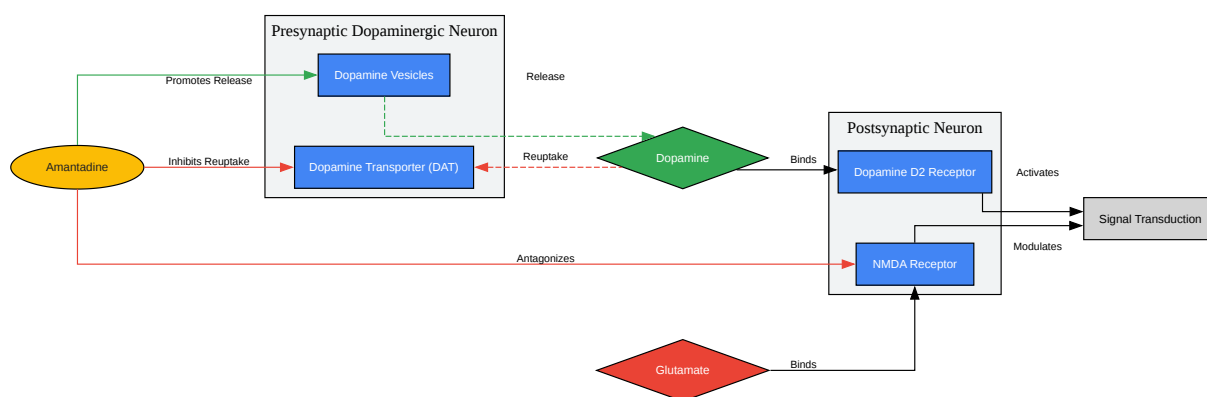 Presynaptic Dopaminergic Neuron
Dopamine Vesicles
Promotes Release
Release
Amantadine
Inhibits Reuptake
Dopamine Transporter (DAT)
Reuptake
Dopamine
Binds
Postsynaptic Neuron
Dopamine D2 Receptor
Activates
Signal Transduction
Modulates
NMDA Receptor
Antagonizes
Glutamate
Binds